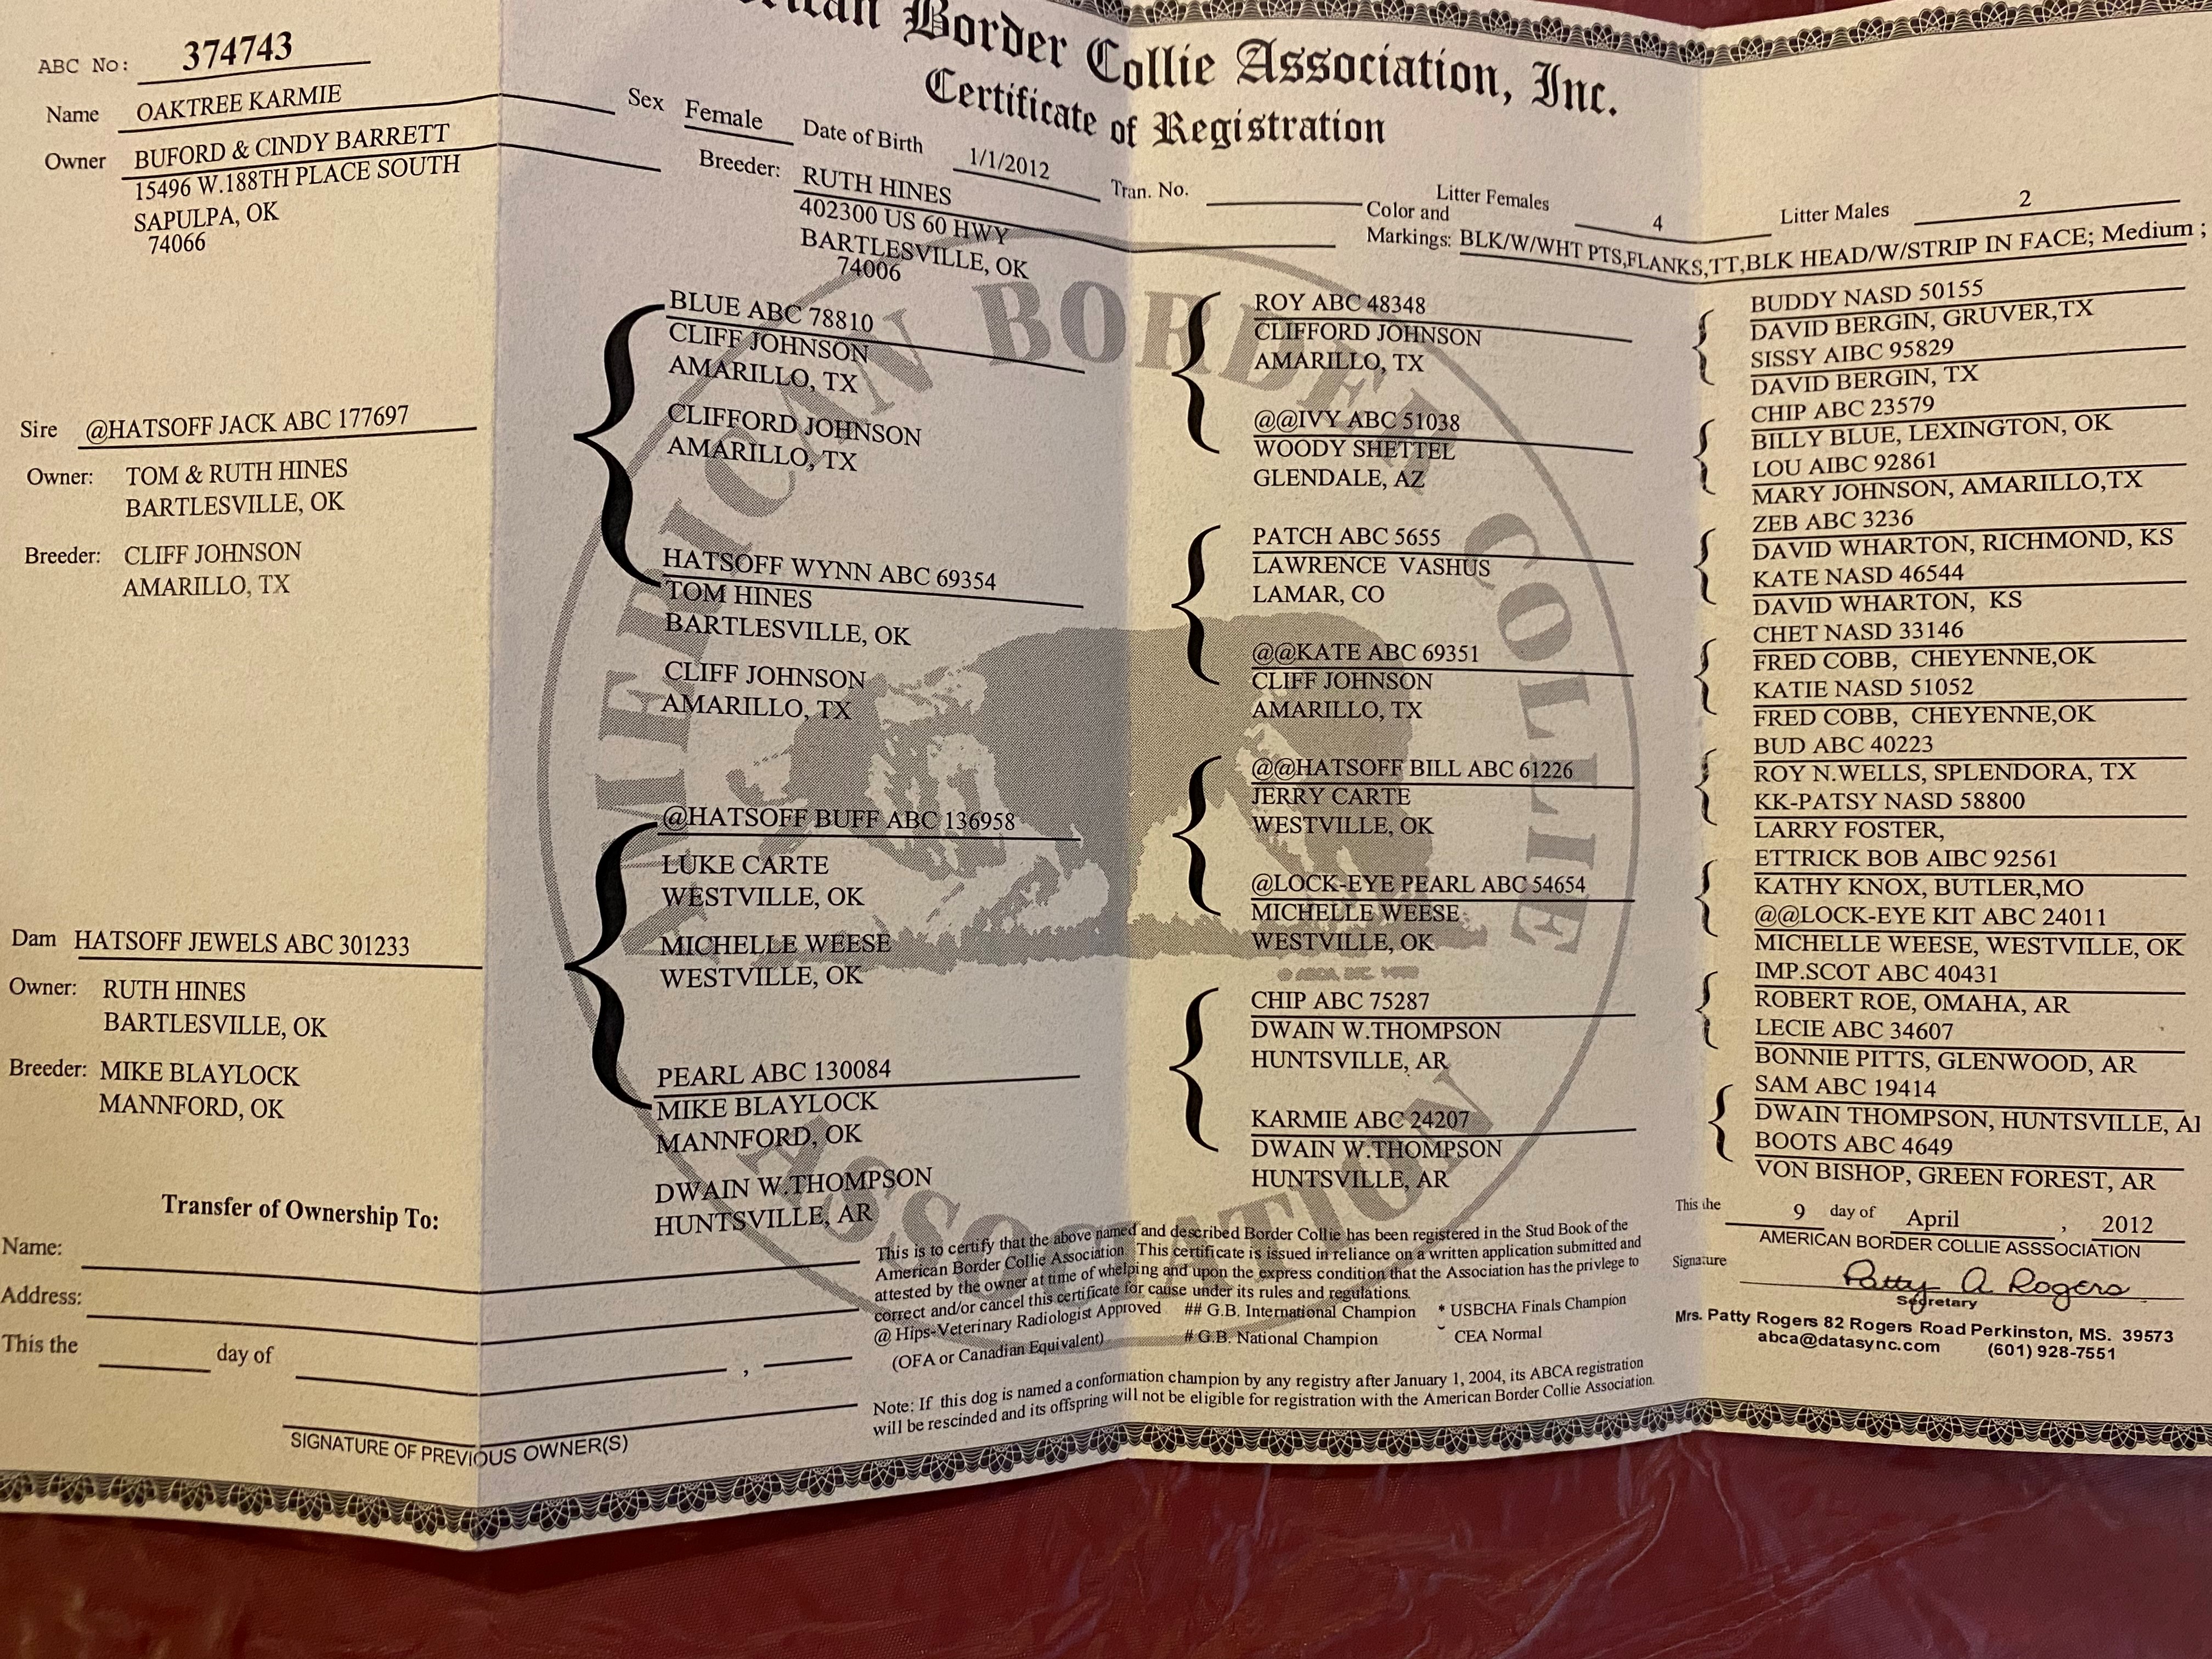 American Border Collie Association, Inc.
Certificate of Registration
ABC No: 374743
Name OAKTREE KARMIE
Owner BUFORD & CINDY BARRETT
15496 W.188TH PLACE SOUTH
SAPULPA, OK
74066
Sex Female Date of Birth 1/1/2012
Breeder: RUTH HINES
402300 US 60 HWY
BARTLESVILLE, OK
74006
Tran. No.
Litter Females 4
Litter Males 2
Color and
Markings: BLK/W/WHT PTS,FLANKS,TT,BLK HEAD/W/STRIP IN FACE; Medium ;
Sire @HATSOFF JACK ABC 177697
Owner: TOM & RUTH HINES
BARTLESVILLE, OK
Breeder: CLIFF JOHNSON
AMARILLO, TX
Dam HATSOFF JEWELS ABC 301233
Owner: RUTH HINES
BARTLESVILLE, OK
Breeder: MIKE BLAYLOCK
MANNFORD, OK
Transfer of Ownership To:
Name:
Address:
This the day of ,
SIGNATURE OF PREVIOUS OWNER(S)
BLUE ABC 78810
CLIFF JOHNSON
AMARILLO, TX
CLIFFORD JOHNSON
AMARILLO, TX
HATSOFF WYNN ABC 69354
TOM HINES
BARTLESVILLE, OK
CLIFF JOHNSON
AMARILLO, TX
@HATSOFF BUFF ABC 136958
LUKE CARTE
WESTVILLE, OK
MICHELLE WEESE
WESTVILLE, OK
PEARL ABC 130084
MIKE BLAYLOCK
MANNFORD, OK
DWAIN W.THOMPSON
HUNTSVILLE, AR
ROY ABC 48348
CLIFFORD JOHNSON
AMARILLO, TX
@@IVY ABC 51038
WOODY SHETTEL
GLENDALE, AZ
PATCH ABC 5655
LAWRENCE VASHUS
LAMAR, CO
@@KATE ABC 69351
CLIFF JOHNSON
AMARILLO, TX
@@HATSOFF BILL ABC 61226
JERRY CARTE
WESTVILLE, OK
@LOCK-EYE PEARL ABC 54654
MICHELLE WEESE
WESTVILLE, OK
CHIP ABC 75287
DWAIN W.THOMPSON
HUNTSVILLE, AR
KARMIE ABC 24207
DWAIN W.THOMPSON
HUNTSVILLE, AR
BUDDY NASD 50155
DAVID BERGIN, GRUVER,TX
SISSY AIBC 95829
DAVID BERGIN, TX
CHIP ABC 23579
BILLY BLUE, LEXINGTON, OK
LOU AIBC 92861
MARY JOHNSON, AMARILLO,TX
ZEB ABC 3236
DAVID WHARTON, RICHMOND, KS
KATE NASD 46544
DAVID WHARTON, KS
CHET NASD 33146
FRED COBB, CHEYENNE,OK
KATIE NASD 51052
FRED COBB, CHEYENNE,OK
BUD ABC 40223
ROY N.WELLS, SPLENDORA, TX
KK-PATSY NASD 58800
LARRY FOSTER,
ETTRICK BOB AIBC 92561
KATHY KNOX, BUTLER,MO
@@LOCK-EYE KIT ABC 24011
MICHELLE WEESE, WESTVILLE, OK
IMP.SCOT ABC 40431
ROBERT ROE, OMAHA, AR
LECIE ABC 34607
BONNIE PITTS, GLENWOOD, AR
SAM ABC 19414
DWAIN THOMPSON, HUNTSVILLE, AI
BOOTS ABC 4649
VON BISHOP, GREEN FOREST, AR
AMERICAN BORDER COLLIE ASSOCIATION
This is to certify that the above named and described Border Collie has been registered in the Stud Book of the
American Border Collie Association. This certificate is issued in reliance on a written application submitted and
attested by the owner at time of whelping and upon the express condition that the Association has the privlege to
correct and/or cancel this certificate for cause under its rules and regulations.
@ Hips-Veterinary Radiologist Approved ## G.B. International Champion * USBCHA Finals Champion
(OFA or Canadian Equivalent) # G.B. National Champion ˇ CEA Normal
Note: If this dog is named a conformation champion by any registry after January 1, 2004, its ABCA registration
will be rescinded and its offspring will not be eligible for registration with the American Border Collie Association.
This the 9 day of April , 2012
AMERICAN BORDER COLLIE ASSSOCIATION
Signature Patty A Rogers
Secretary
Mrs. Patty Rogers 82 Rogers Road Perkinston, MS. 39573
abca@datasync.com (601) 928-7551